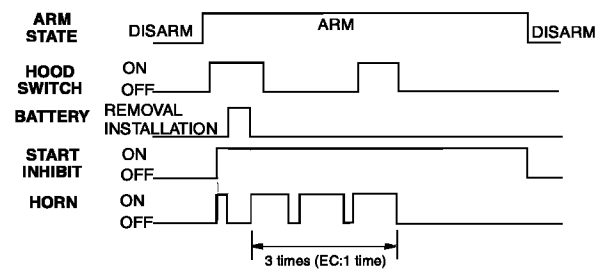 ARM
STATE
DISARM
ARM
DISARM
HOOD
SWITCH
ON
OFF
BATTERY
REMOVAL
INSTALLATION
START
INHIBIT
ON
OFF
HORN
ON
OFF
3 times (EC:1 time)